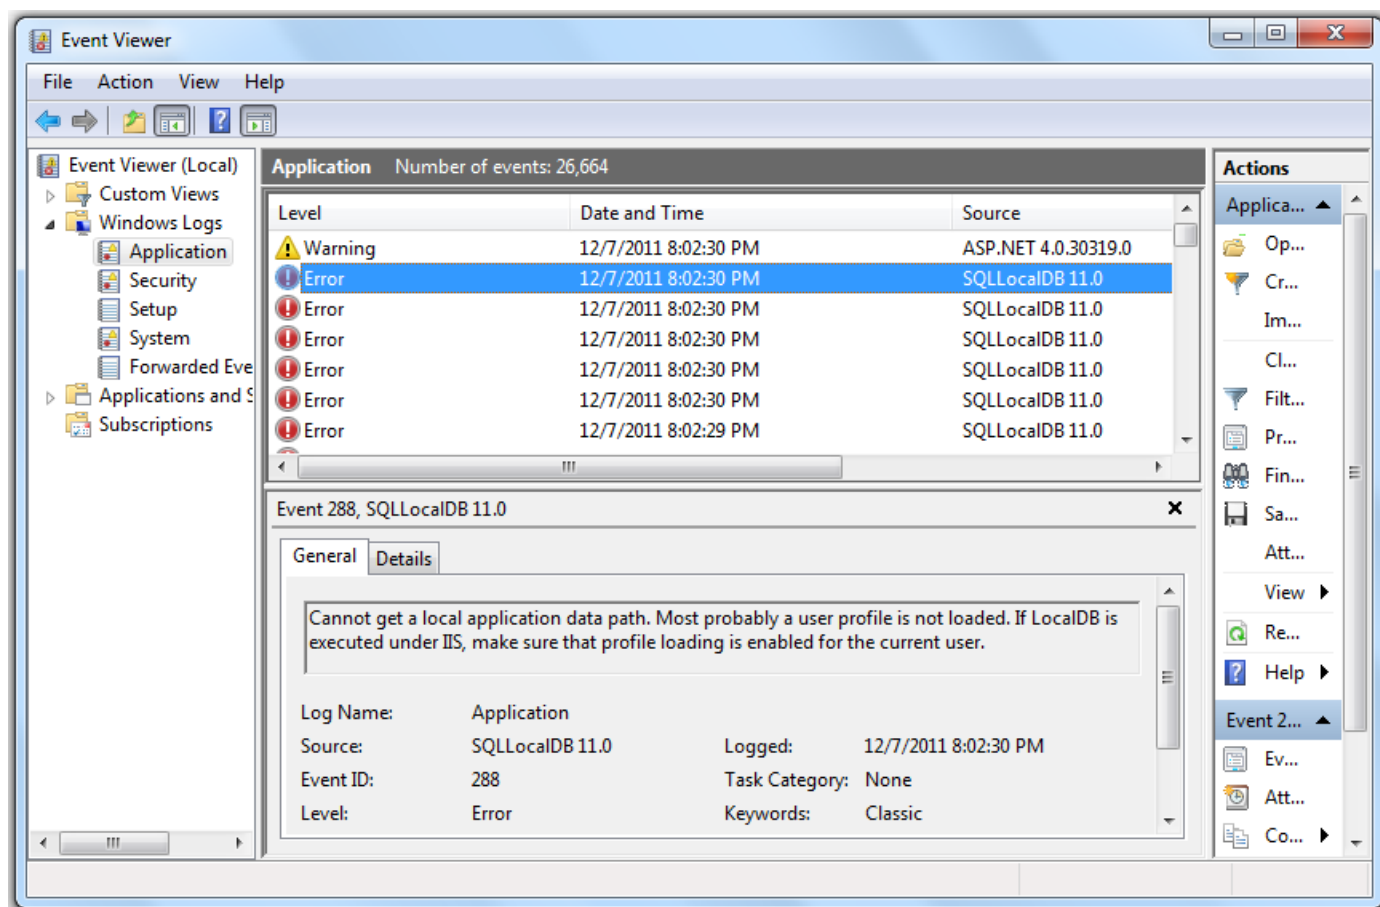 Event Viewer
File Action View Help
Event Viewer (Local)
Custom Views
Windows Logs
Application
Security
Setup
System
Forwarded Eve
Applications and S
Subscriptions
Application Number of events: 26,664
Level Date and Time Source
Warning 12/7/2011 8:02:30 PM ASP.NET 4.0.30319.0
Error 12/7/2011 8:02:30 PM SQLLocalDB 11.0
Error 12/7/2011 8:02:30 PM SQLLocalDB 11.0
Error 12/7/2011 8:02:30 PM SQLLocalDB 11.0
Error 12/7/2011 8:02:30 PM SQLLocalDB 11.0
Error 12/7/2011 8:02:30 PM SQLLocalDB 11.0
Error 12/7/2011 8:02:29 PM SQLLocalDB 11.0
Event 288, SQLLocalDB 11.0
General Details
Cannot get a local application data path. Most probably a user profile is not loaded. If LocalDB is
executed under IIS, make sure that profile loading is enabled for the current user.
Log Name: Application
Source: SQLLocalDB 11.0 Logged: 12/7/2011 8:02:30 PM
Event ID: 288 Task Category: None
Level: Error Keywords: Classic
Actions
Applica...
Op...
Cr...
Im...
Cl...
Filt...
Pr...
Fin...
Sa...
Att...
View
Re...
Help
Event 2...
Ev...
Att...
Co...